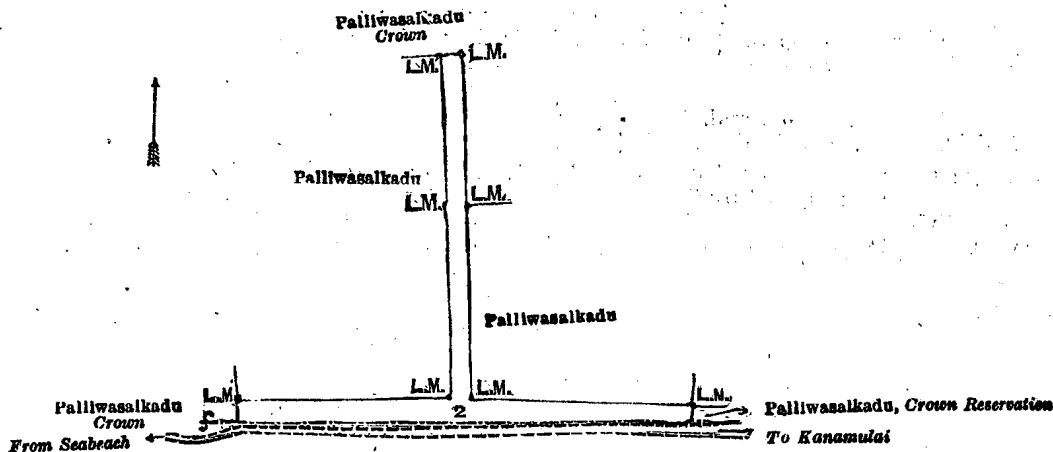 Palliwasalkadu
Crown
L.M. L.M.
Palliwasalkadu
L.M. L.M.
Palliwasalkadu
L.M. L.M. L.M. L.M.
2
Palliwasalkadu
Crown
Palliwasalkadu, Crown Reservation
From Seabeach
To Kanamulai